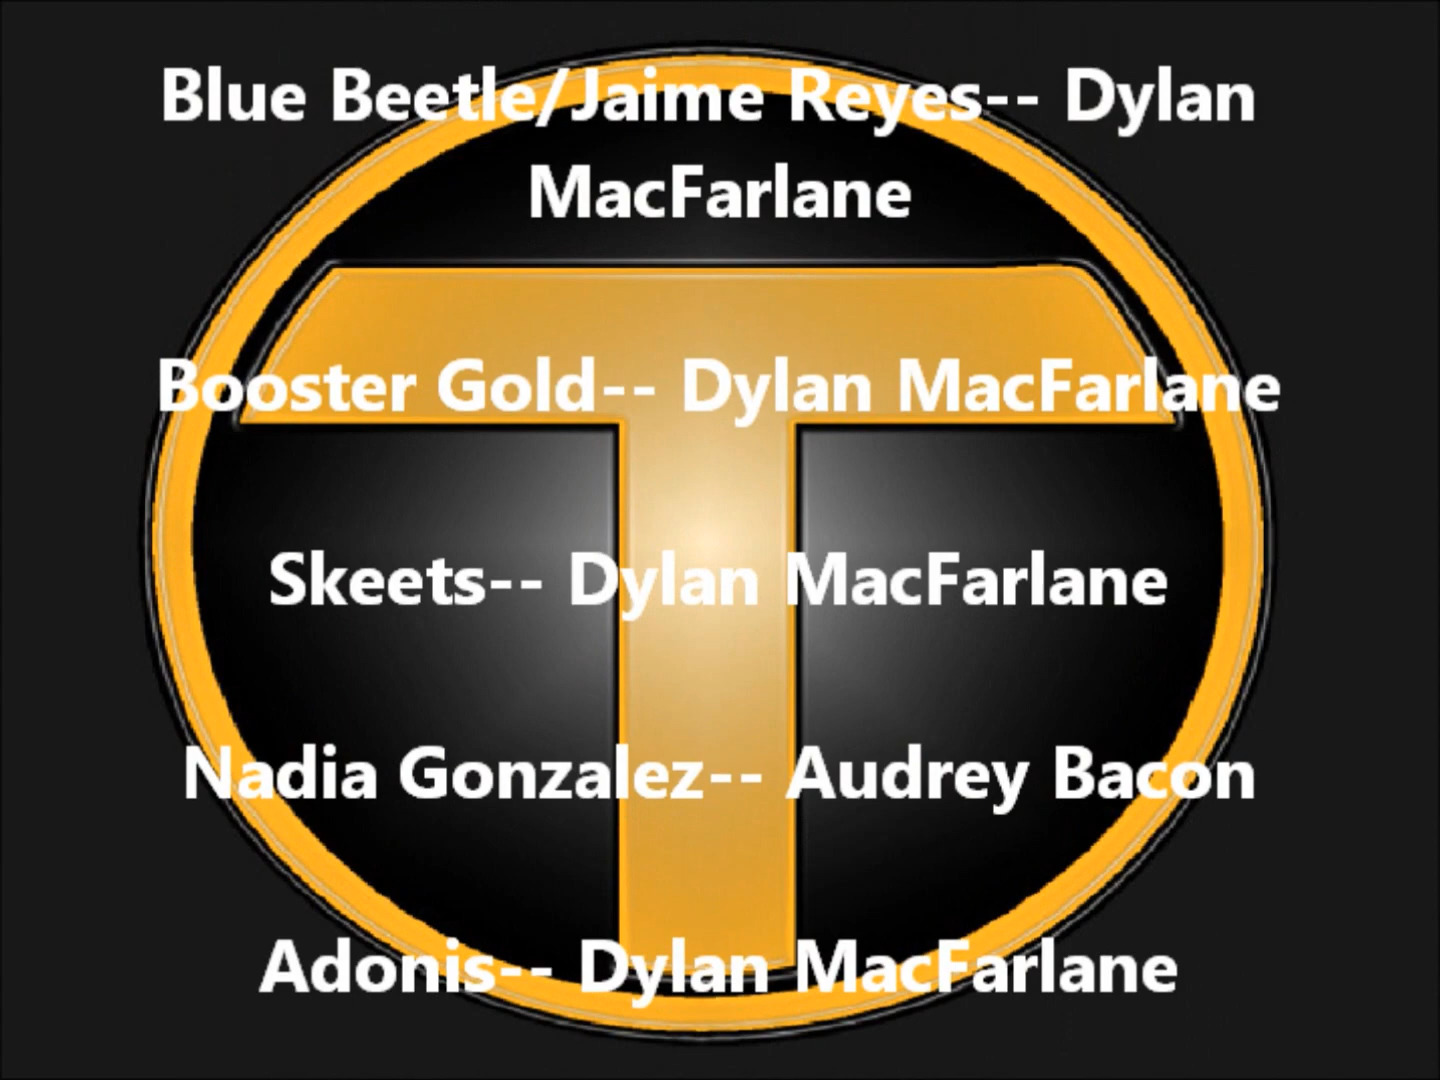 Blue Beetle/Jaime Reyes-- Dylan
MacFarlane
Booster Gold-- Dylan MacFarlane
Skeets-- Dylan MacFarlane
Nadia Gonzalez-- Audrey Bacon
Adonis-- Dylan MacFarlane